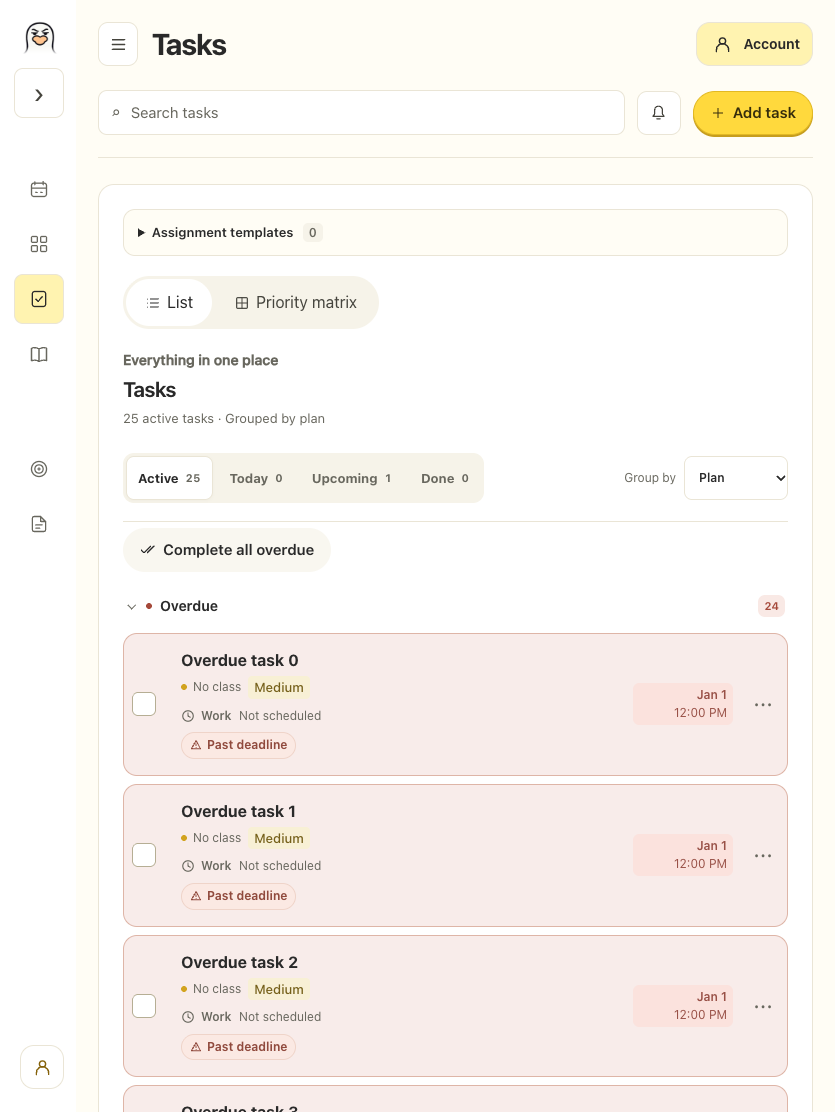 Tasks
Account
Search tasks
+ Add task
Assignment templates 0
List
Priority matrix
Everything in one place
Tasks
25 active tasks · Grouped by plan
Active 25
Today 0
Upcoming 1
Done 0
Group by
Plan
Complete all overdue
Overdue
24
Overdue task 0
No class Medium
Work Not scheduled
Past deadline
Jan 1
12:00 PM
Overdue task 1
No class Medium
Work Not scheduled
Past deadline
Jan 1
12:00 PM
Overdue task 2
No class Medium
Work Not scheduled
Past deadline
Jan 1
12:00 PM
Overdue task 3